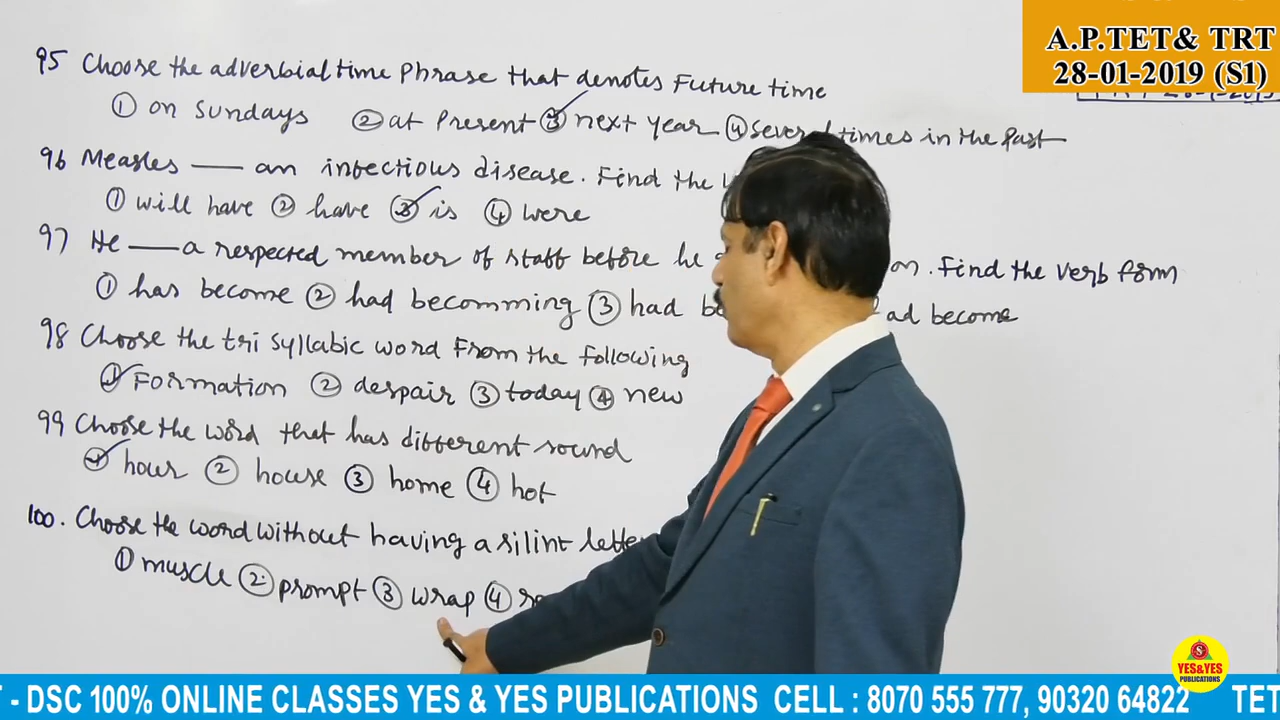 A.P.TET& TRT
28-01-2019 (S1)
95 Choose the adverbial time Phrase that denotes Future time
① on sundays ② at Present ③ next year ④ several times in the Past
96 Measles — an infectious disease. Find the
① will have ② have ③ is ④ were
97 He — a respected member of staff before he on. Find the verb form
① has become ② had becomming ③ had become
98 Choose the tri syllabic word From the following
① Formation ② despair ③ today ④ new
99 Choose the word that has different sound
① hour ② house ③ home ④ hot
100. Choose the word without having a silint letter
① muscle ② prompt ③ wrap ④
YES&YES
PUBLICATIONS
- DSC 100% ONLINE CLASSES YES & YES PUBLICATIONS CELL : 8070 555 777, 90320 64822 TET